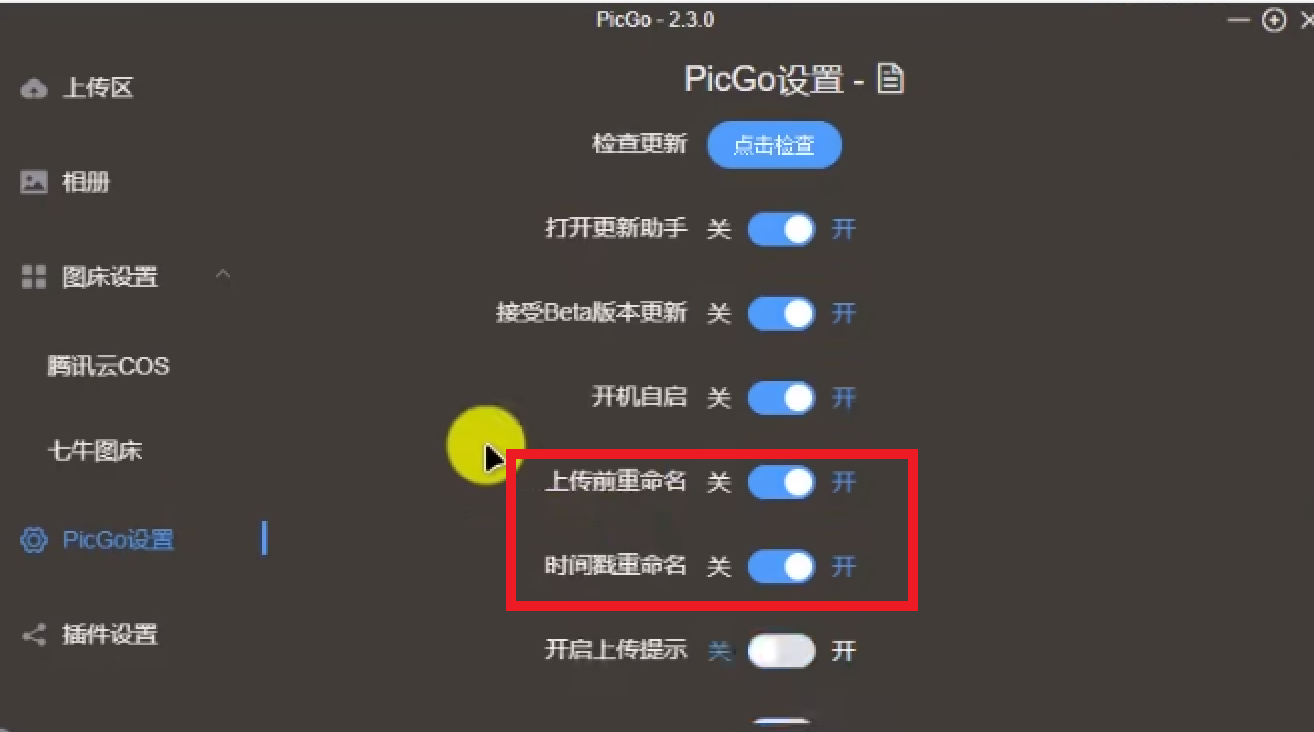 PicGo - 2.3.0
上传区
相册
图床设置
腾讯云COS
七牛图床
PicGo设置
插件设置
PicGo设置 -
检查更新 点击检查
打开更新助手 关 开
接受Beta版本更新 关 开
开机自启 关 开
上传前重命名 关 开
时间戳重命名 关 开
开启上传提示 关 开